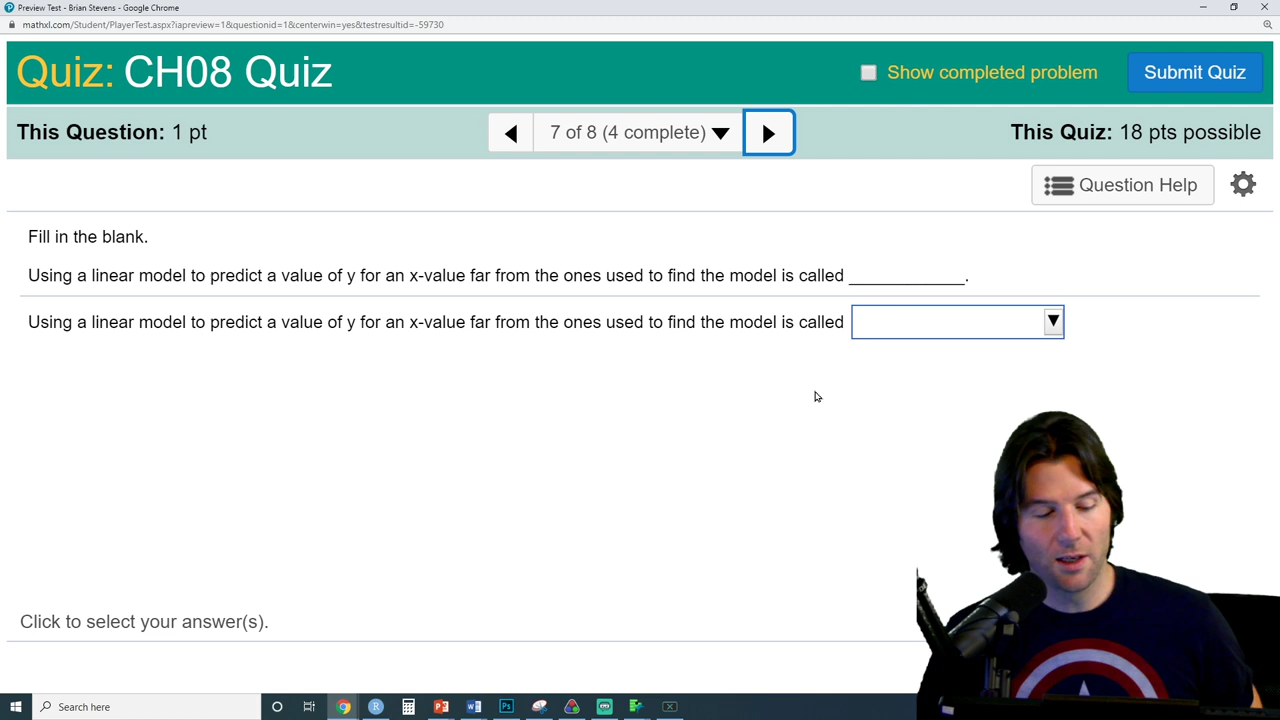 Preview Test - Brian Stevens - Google Chrome
mathxl.com/Student/PlayerTest.aspx?iapreview=1&questionid=1&centerwin=yes&testresultid=-59730
Quiz: CH08 Quiz
Show completed problem
Submit Quiz
This Question: 1 pt
7 of 8 (4 complete)
This Quiz: 18 pts possible
Question Help
Fill in the blank.
Using a linear model to predict a value of y for an x-value far from the ones used to find the model is called ____________.
Using a linear model to predict a value of y for an x-value far from the ones used to find the model is called
Click to select your answer(s).
Search here